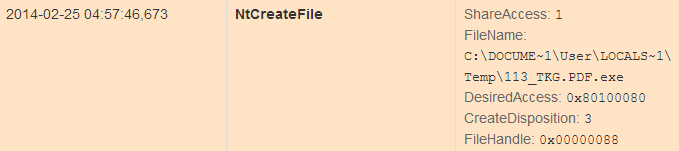 2014-02-25 04:57:46,673 NtCreateFile ShareAccess: 1
FileName:
C:\DOCUME~1\User\LOCALS~1\
Temp\113_TKG.PDF.exe
DesiredAccess: 0x80100080
CreateDisposition: 3
FileHandle: 0x00000088